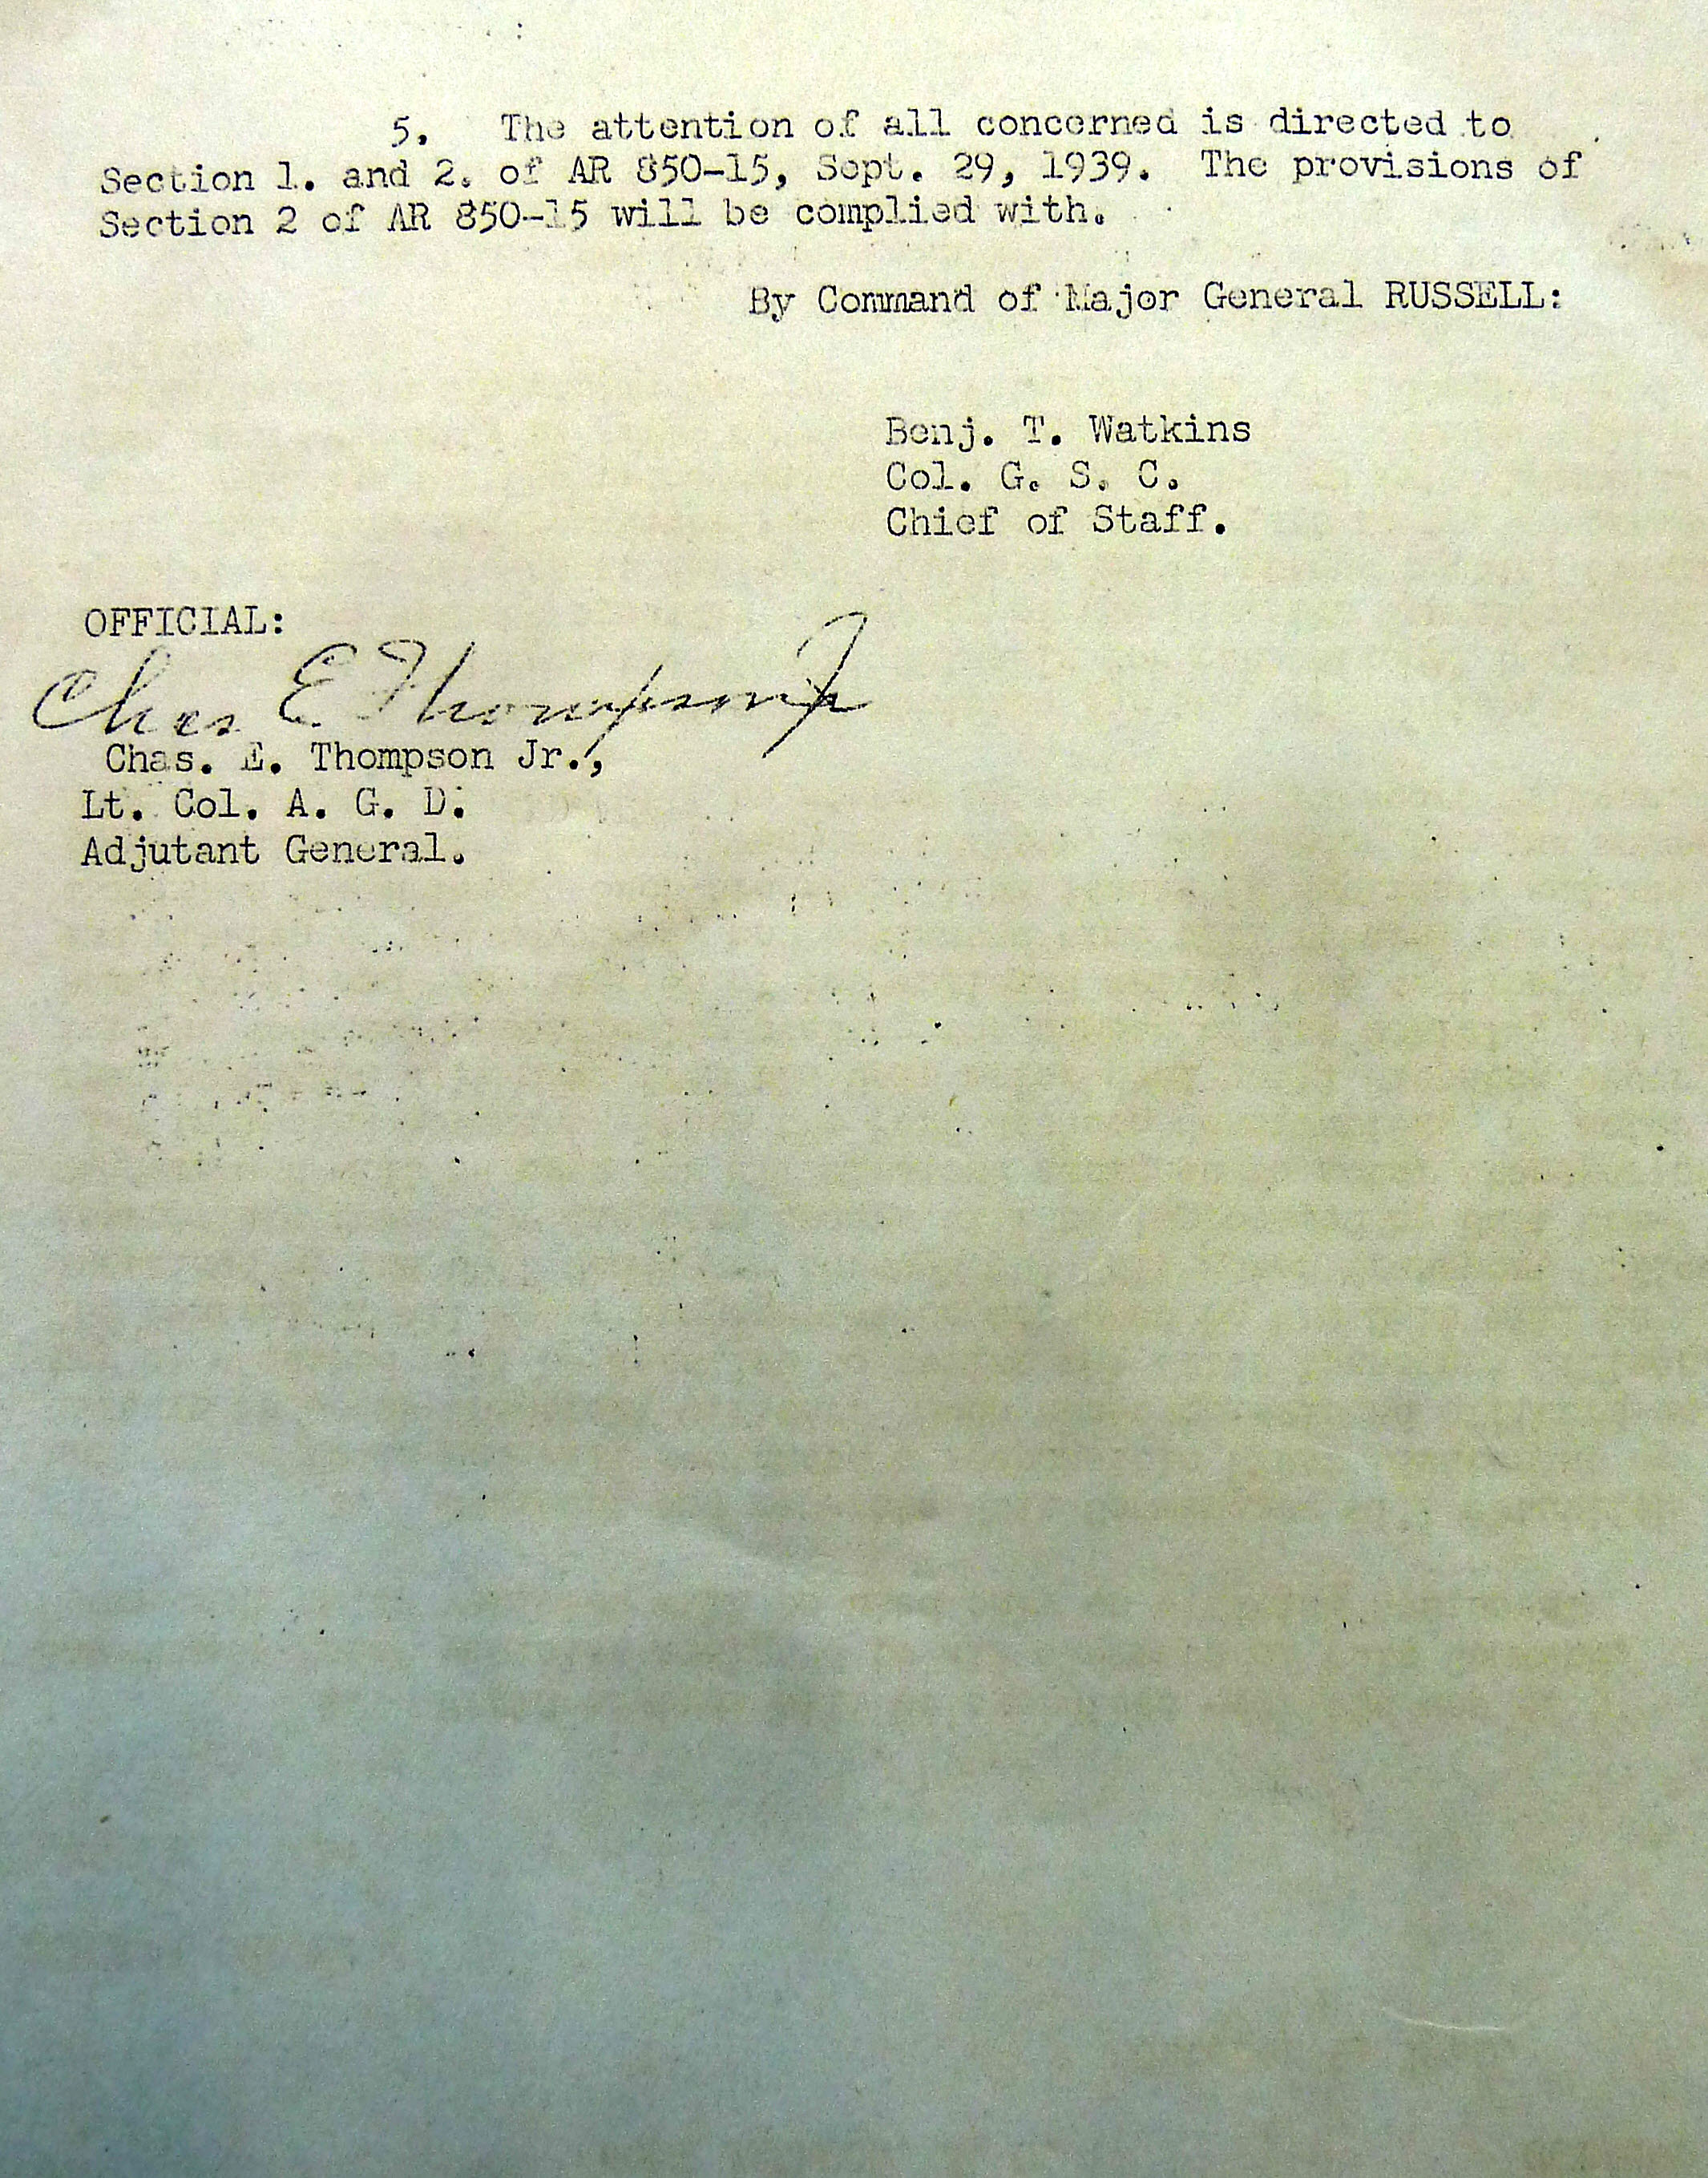 5. The attention of all concerned is directed to
Section 1. and 2. of AR 850-15, Sept. 29, 1939. The provisions of
Section 2 of AR 850-15 will be complied with.
By Command of Major General RUSSELL:
Benj. T. Watkins
Col. G. S. C.
Chief of Staff.
OFFICIAL:
Chas E Thompson Jr
Chas. E. Thompson Jr.,
Lt. Col. A. G. D.
Adjutant General.